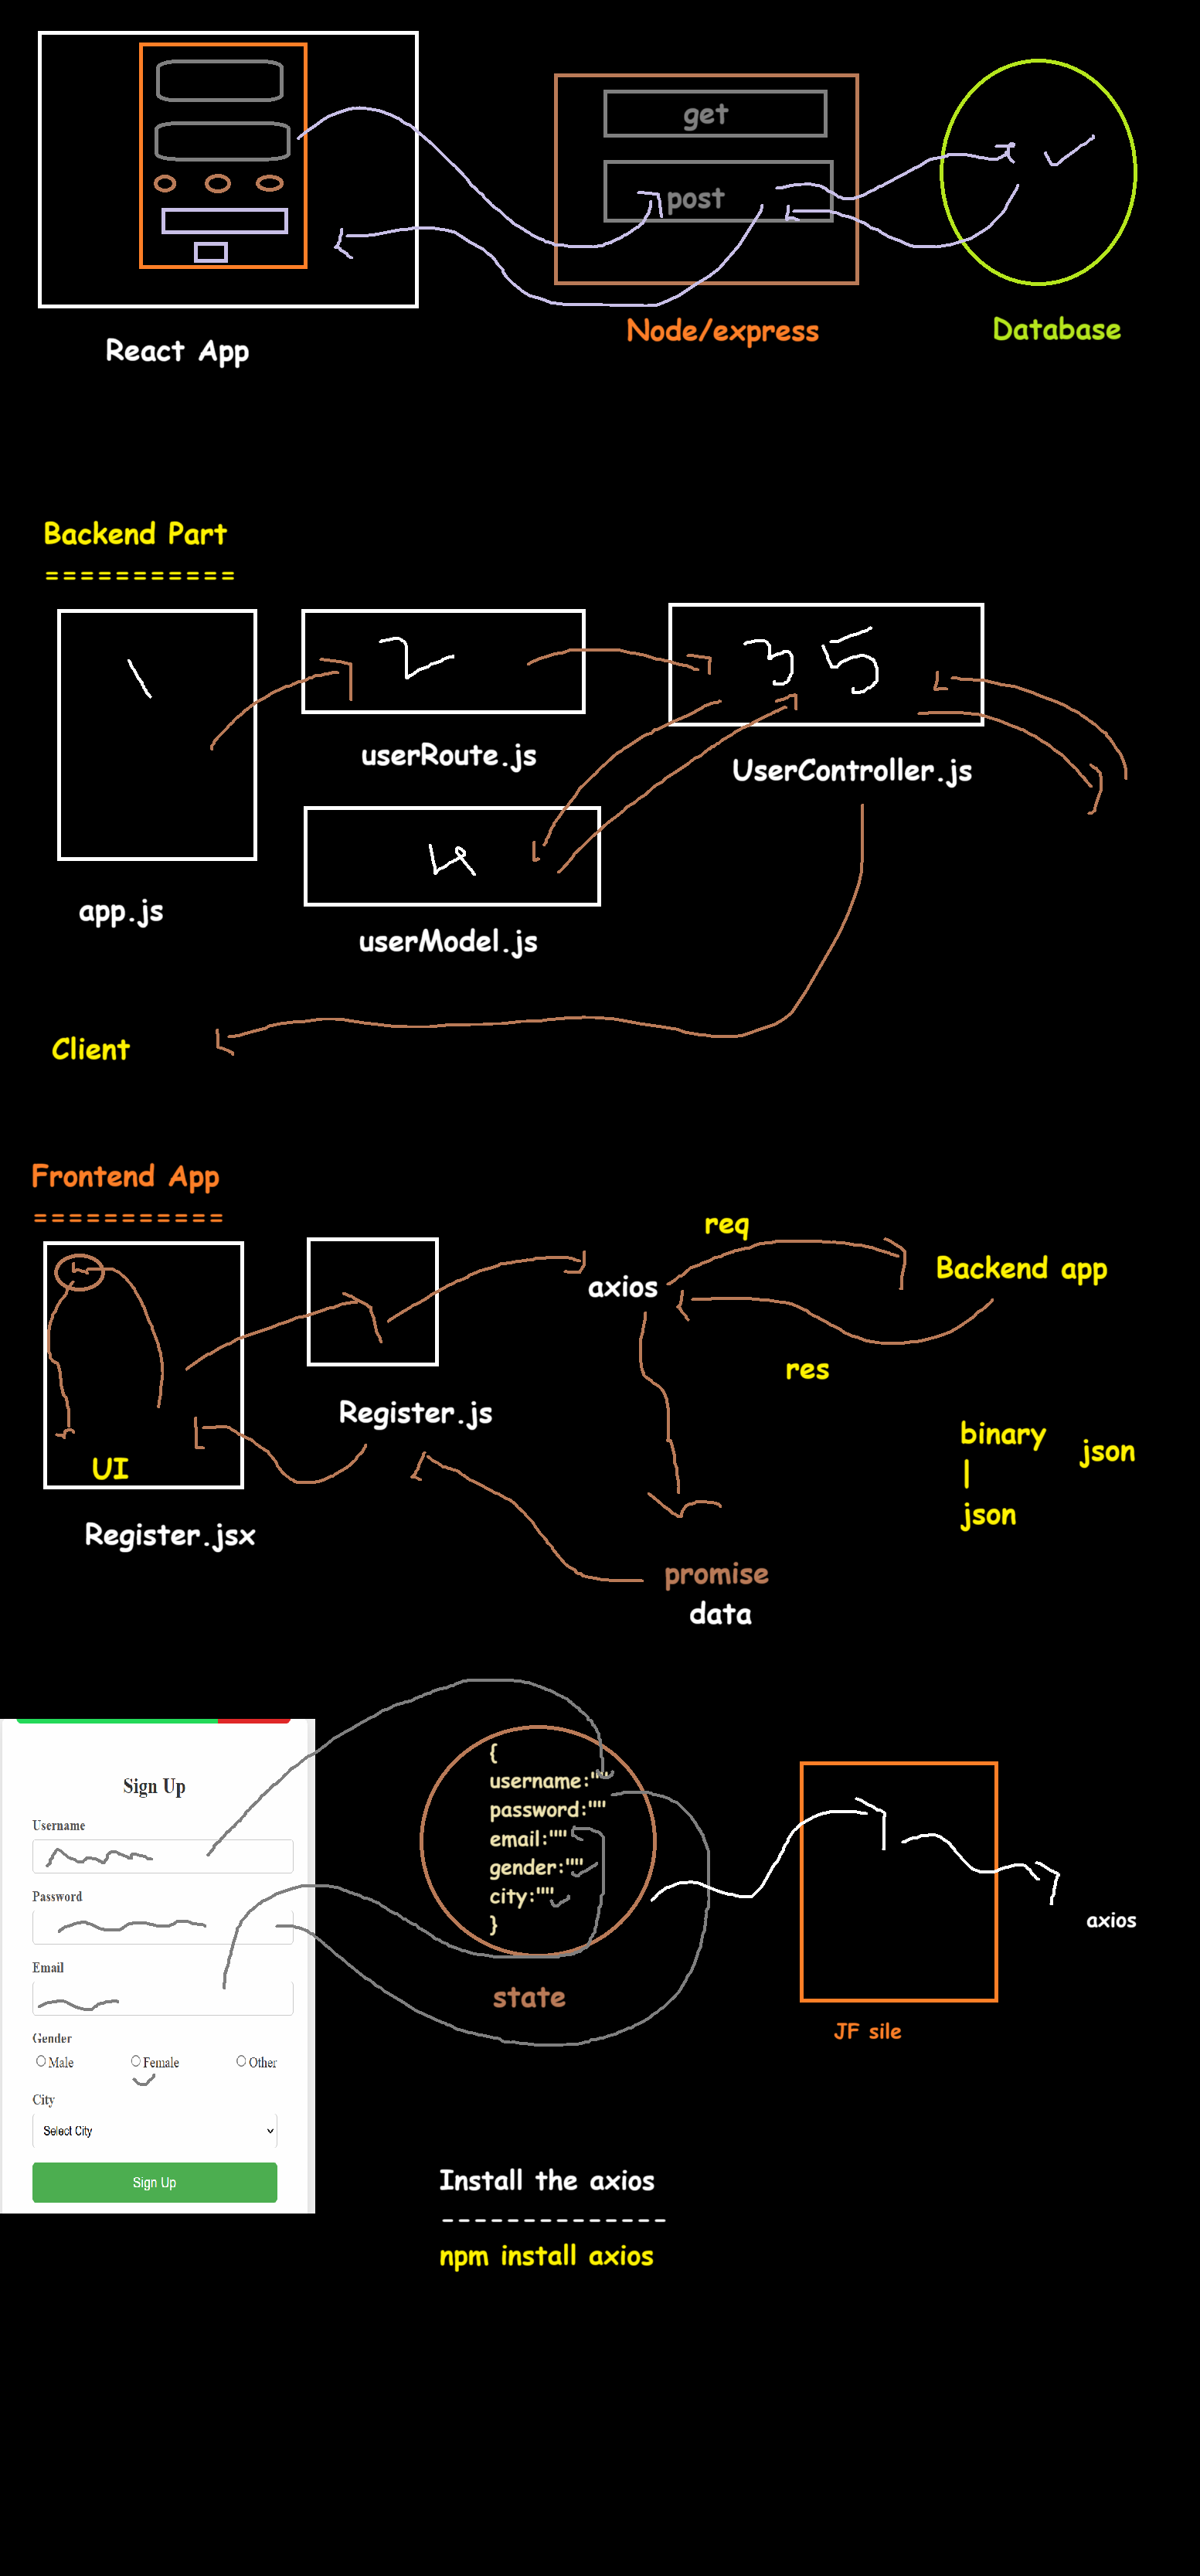 get
post
Node/express
Database
React App
Backend Part
===========
1
2
3 5
userRoute.js
UserController.js
4
app.js
userModel.js
Client
Frontend App
===========
req
axios
Backend app
res
Register.js
binary
json
|
json
UI
Register.jsx
promise
data
Sign Up
Username
Password
Email
Gender
Male
Female
Other
City
Select City
Sign Up
{
username:""
password:""
email:""
gender:""
city:""
}
state
axios
JF sile
Install the axios
--------------
npm install axios